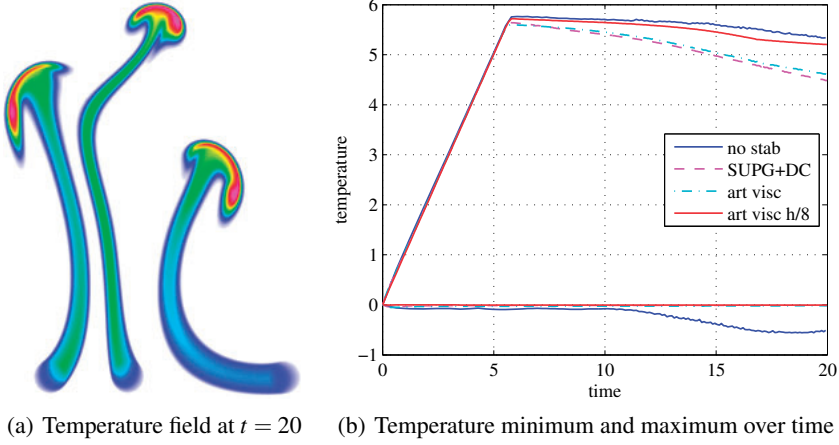 6
5
4
3
2
1
0
−1
temperature
no stab
SUPG+DC
art visc
art visc h/8
0 5 10 15 20
time
(a) Temperature field at t = 20
(b) Temperature minimum and maximum over time